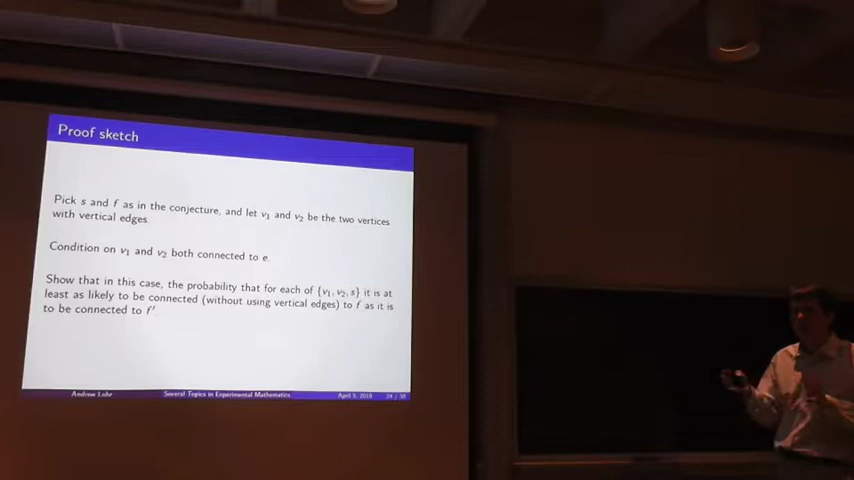 Proof sketch
Pick s and f as in the conjecture, and let v₁ and v₂ be the two vertices
with vertical edges.
Condition on v₁ and v₂ both connected to e.
Show that in this case, the probability that for each of {v₁, v₂, s} it is at
least as likely to be connected (without using vertical edges) to f as it is
to be connected to f′
Andrew Lohr Several Topics in Experimental Mathematics April 5, 2018